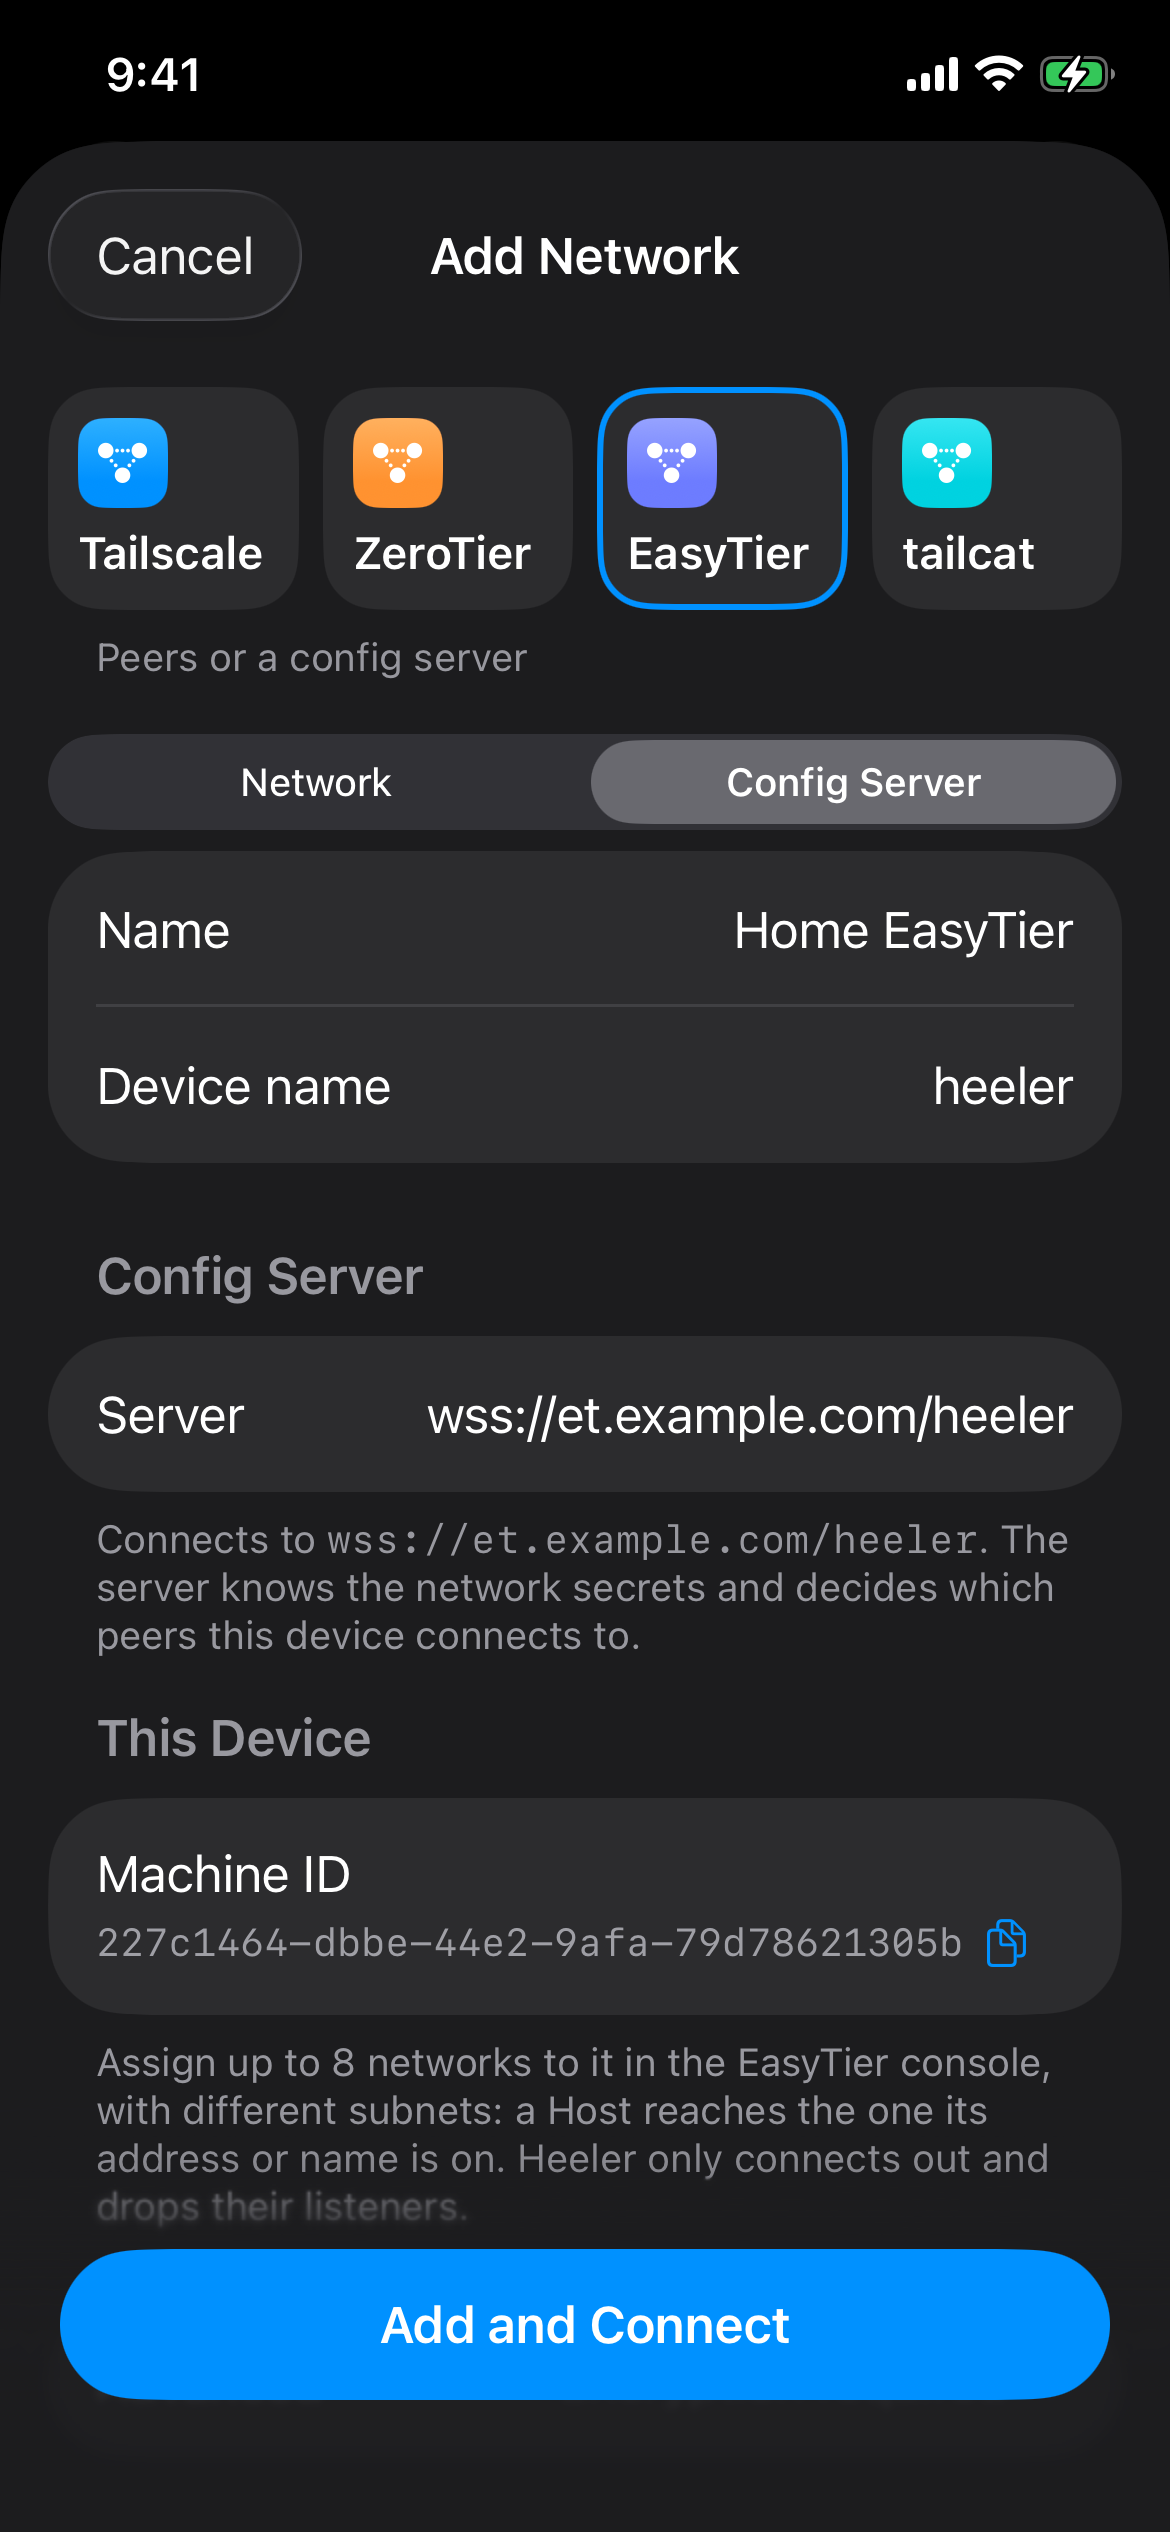 9:41
Cancel
Add Network
Tailscale
ZeroTier
EasyTier
tailcat
Peers or a config server
Network
Config Server
Name
Home EasyTier
Device name
heeler
Config Server
Server
wss://et.example.com/heeler
Connects to wss://et.example.com/heeler. The
server knows the network secrets and decides which
peers this device connects to.
This Device
Machine ID
227c1464-dbbe-44e2-9afa-79d78621305b
Assign up to 8 networks to it in the EasyTier console,
with different subnets: a Host reaches the one its
address or name is on. Heeler only connects out and
drops their listeners.
Add and Connect